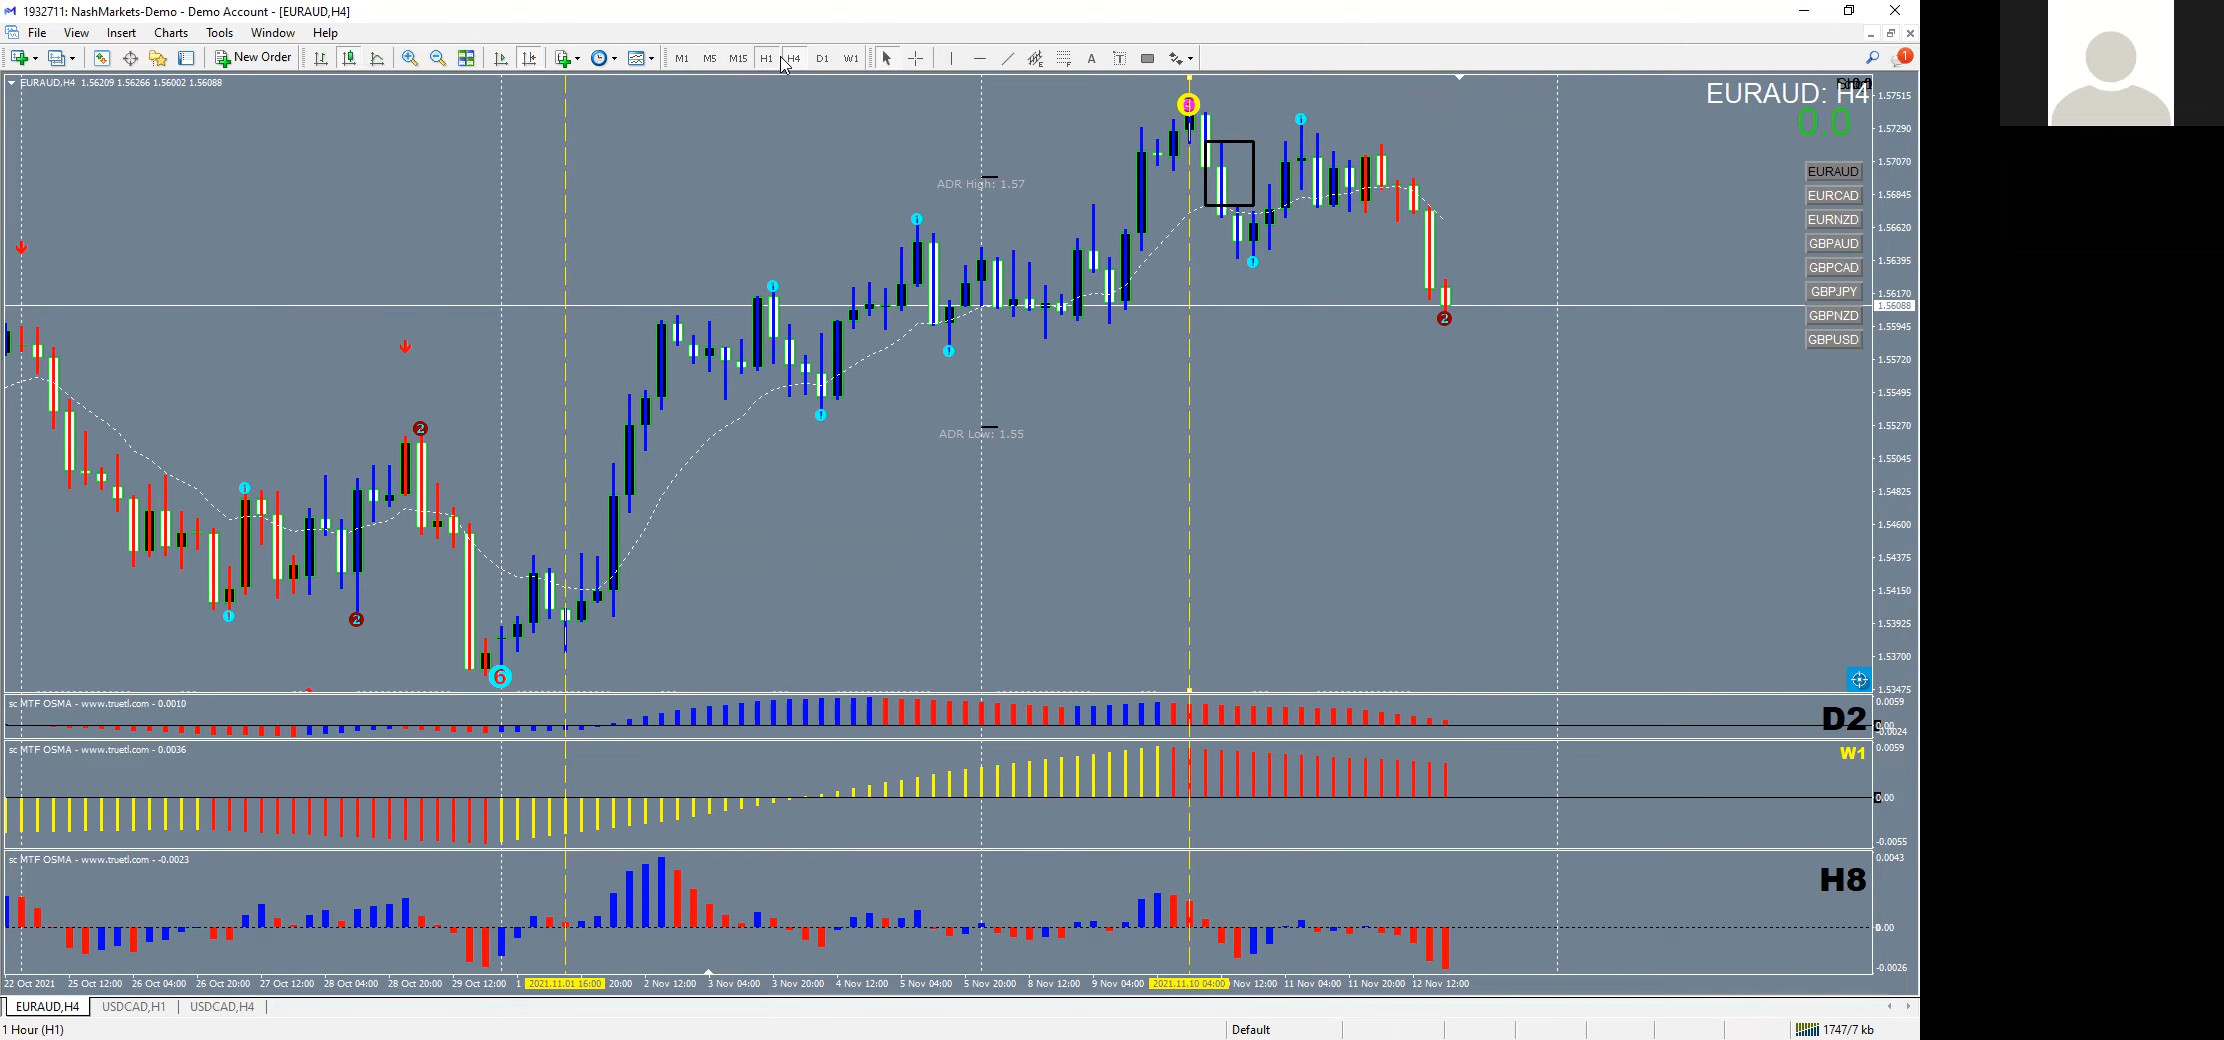 1932711: NashMarkets-Demo - Demo Account - [EURAUD,H4]
File View Insert Charts Tools Window Help
New Order M1 M5 M15 H1 H4 D1 W1 A T 1
EURAUD,H4 1.56209 1.56266 1.56002 1.56088
EURAUD: H4
0.0
ADR High: 1.57
ADR Low: 1.55
EURAUD
EURCAD
EURNZD
GBPAUD
GBPCAD
GBPJPY
GBPNZD
GBPUSD
1.57515
1.57290
1.57070
1.56845
1.56620
1.56395
1.56170
1.56088
1.55945
1.55720
1.55495
1.55270
1.55045
1.54825
1.54600
1.54375
1.54150
1.53925
1.53700
1.53475
2
2
2
6
sc MTF OSMA - www.truetl.com - 0.0010
D2
0.0059
0.00
-0.0024
sc MTF OSMA - www.truetl.com - 0.0036
W1
0.0059
0.00
-0.0055
sc MTF OSMA - www.truetl.com - -0.0023
H8
0.0043
0.00
-0.0026
22 Oct 2021 25 Oct 12:00 26 Oct 04:00 26 Oct 20:00 27 Oct 12:00 28 Oct 04:00 28 Oct 20:00 29 Oct 12:00 1 2021.11.01 16:00 20:00 2 Nov 12:00 3 Nov 04:00 3 Nov 20:00 4 Nov 12:00 5 Nov 04:00 5 Nov 20:00 8 Nov 12:00 9 Nov 04:00 2021.11.10 04:00 Nov 12:00 11 Nov 04:00 11 Nov 20:00 12 Nov 12:00
EURAUD,H4 USDCAD,H1 USDCAD,H4
1 Hour (H1) Default 1747/7 kb